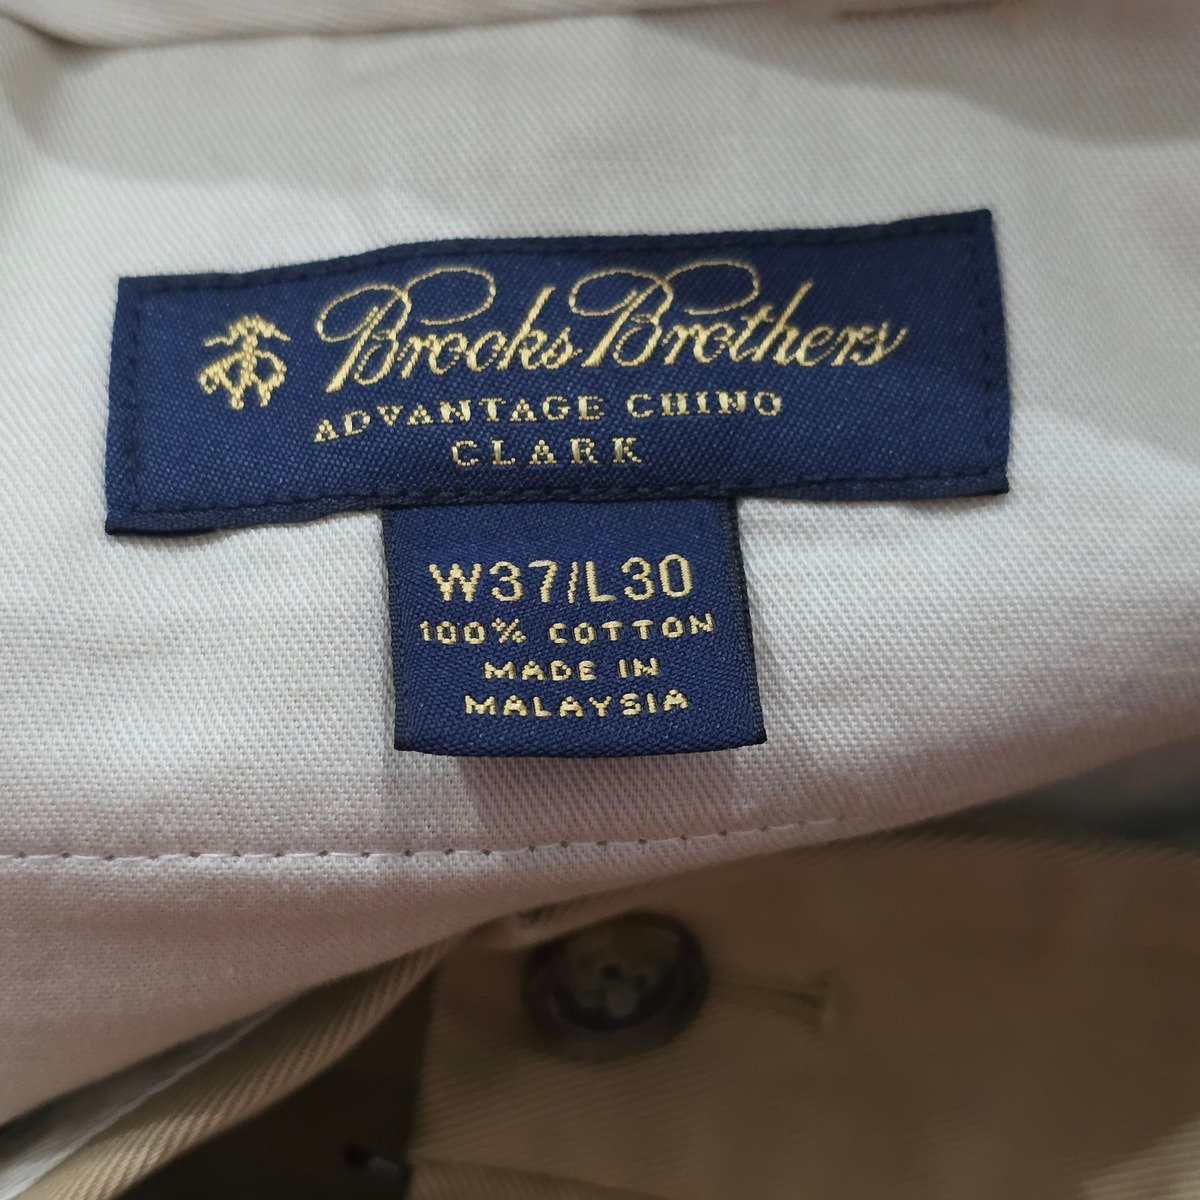 Brooks Brothers
ADVANTAGE CHINO
CLARK
W37/L30
100% COTTON
MADE IN
MALAYSIA